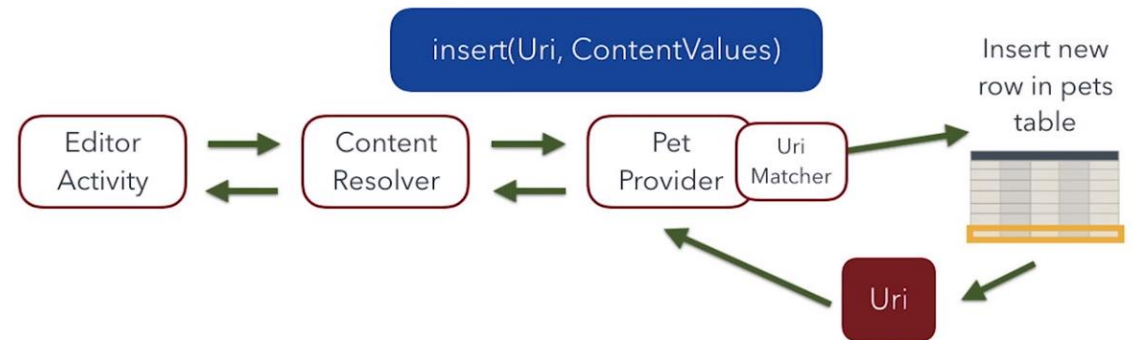 insert(Uri, ContentValues)
Insert new
row in pets
table
Editor
Activity
Content
Resolver
Pet
Provider
Uri
Matcher
Uri